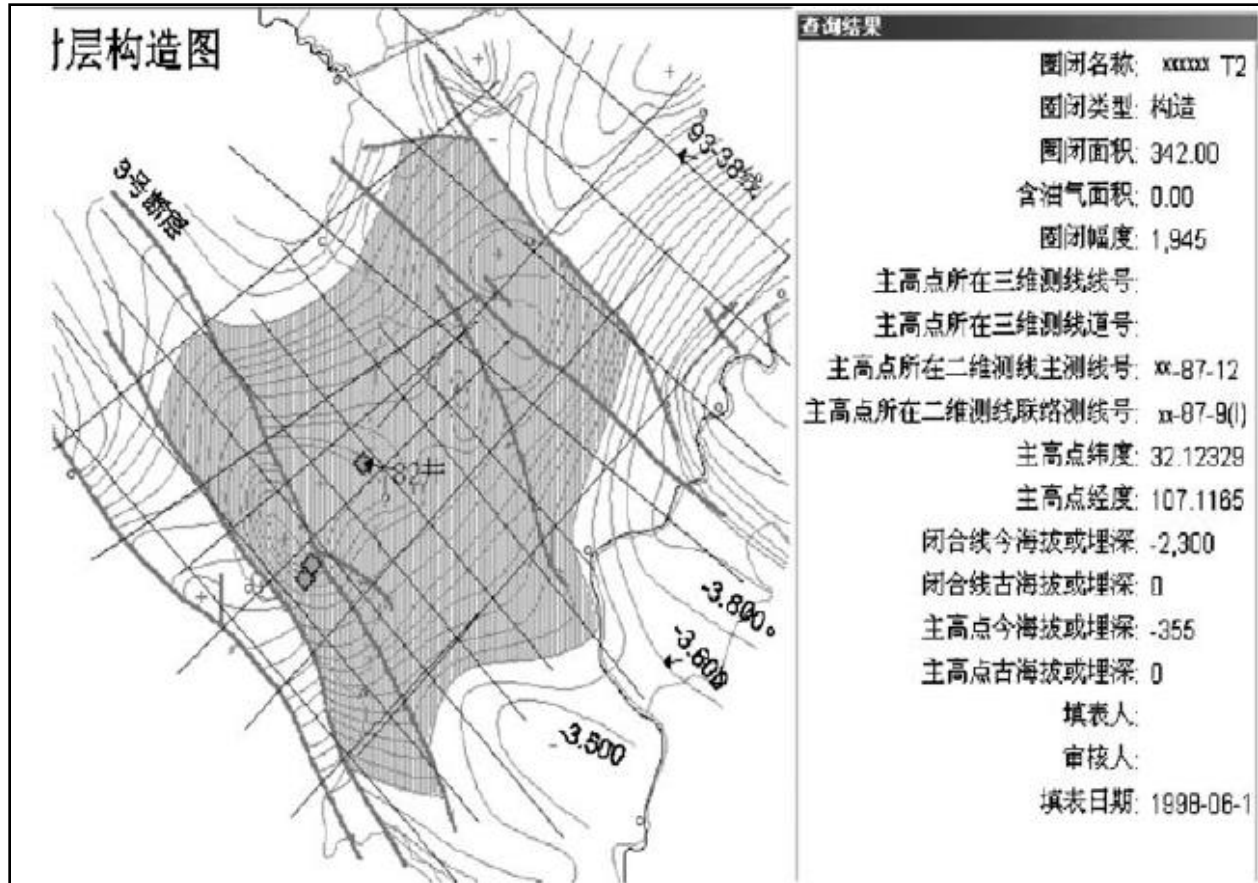 层构造图
93-38线
3号断层
-3.800
-3.600
-3.500
查询结果
圈闭名称: xxxxxx T2
圈闭类型: 构造
圈闭面积: 342.00
含油气面积: 0.00
圈闭幅度: 1,945
主高点所在三维测线线号:
主高点所在三维测线道号:
主高点所在二维测线主测线号: xx-87-12
主高点所在二维测线联络测线号: xx-87-9(l)
主高点纬度: 32.12329
主高点经度: 107.1165
闭合线今海拔或埋深: -2,300
闭合线古海拔或埋深: 0
主高点今海拔或埋深: -355
主高点古海拔或埋深: 0
填表人:
审核人:
填表日期: 1998-06-1